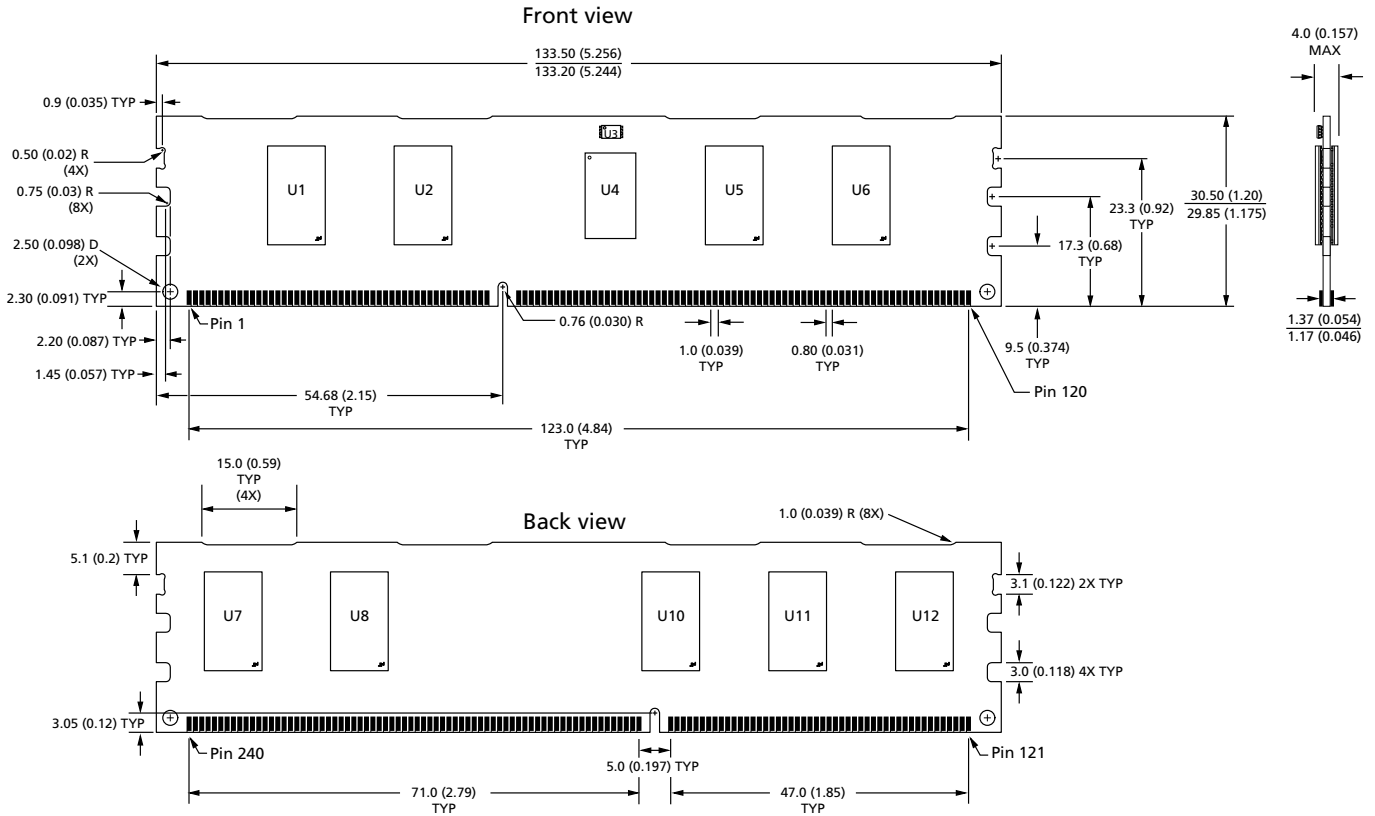 Front view
133.50 (5.256)
133.20 (5.244)
4.0 (0.157)
MAX
0.9 (0.035) TYP
0.50 (0.02) R
(4X)
0.75 (0.03) R
(8X)
2.50 (0.098) D
(2X)
2.30 (0.091) TYP
2.20 (0.087) TYP
1.45 (0.057) TYP
U1
U2
U3
U4
U5
U6
Pin 1
0.76 (0.030) R
1.0 (0.039)
TYP
0.80 (0.031)
TYP
54.68 (2.15)
TYP
123.0 (4.84)
TYP
Pin 120
9.5 (0.374)
TYP
17.3 (0.68)
TYP
23.3 (0.92)
TYP
30.50 (1.20)
29.85 (1.175)
1.37 (0.054)
1.17 (0.046)
15.0 (0.59)
TYP
(4X)
Back view
1.0 (0.039) R (8X)
5.1 (0.2) TYP
U7
U8
U10
U11
U12
3.1 (0.122) 2X TYP
3.0 (0.118) 4X TYP
3.05 (0.12) TYP
Pin 240
5.0 (0.197) TYP
Pin 121
71.0 (2.79)
TYP
47.0 (1.85)
TYP